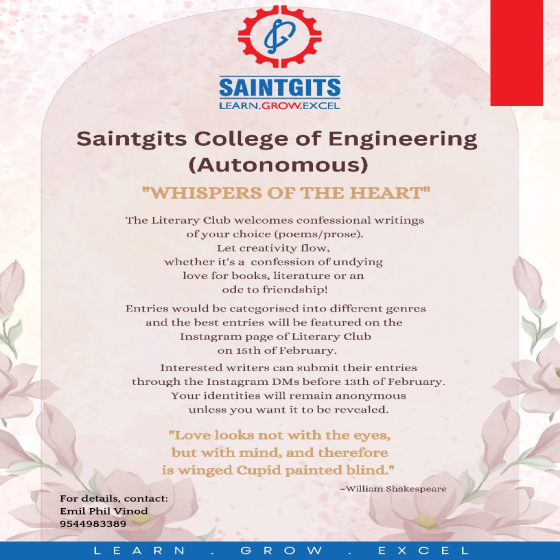 SAINTGITS
LEARN.GROW.EXCEL
Saintgits College of Engineering
(Autonomous)
"WHISPERS OF THE HEART"
The Literary Club welcomes confessional writings
of your choice (poems/prose).
Let creativity flow,
whether it's a confession of undying
love for books, literature or an
ode to friendship!
Entries would be categorised into different genres
and the best entries will be featured on the
Instagram page of Literary Club
on 15th of February.
Interested writers can submit their entries
through the Instagram DMs before 13th of February.
Your identities will remain anonymous
unless you want it to be revealed.
"Love looks not with the eyes,
but with mind, and therefore
is winged Cupid painted blind."
~William Shakespeare
For details, contact:
Emil Phil Vinod
9544983389
LEARN . GROW . EXCEL